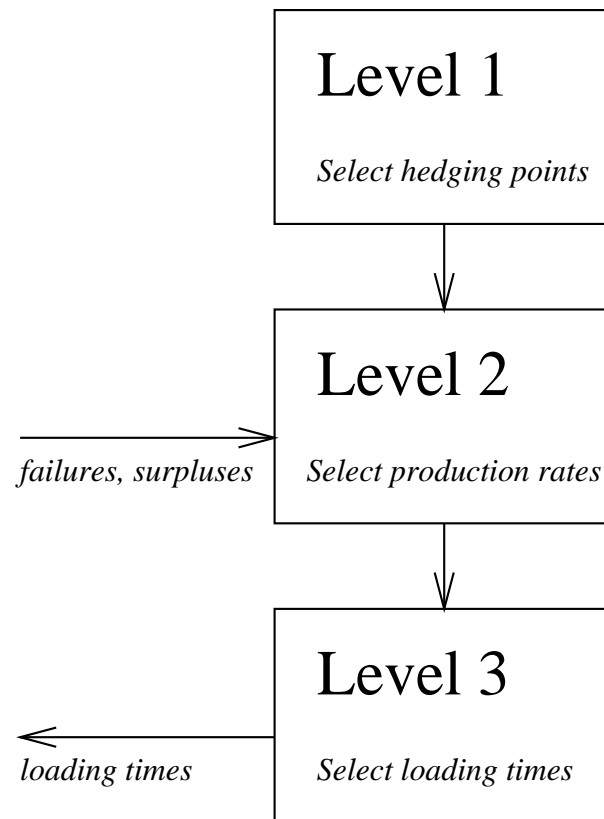 Level 1
Select hedging points
Level 2
failures, surpluses
Select production rates
Level 3
loading times
Select loading times